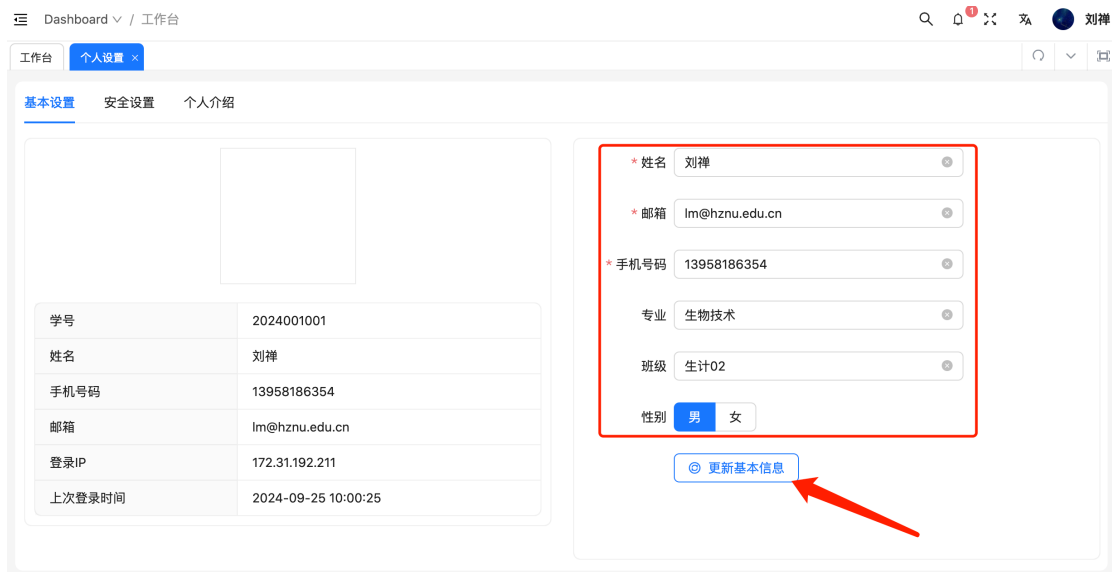 Dashboard / 工作台
1
刘禅
工作台
个人设置 ×
基本设置 安全设置 个人介绍
学号 2024001001
姓名 刘禅
手机号码 13958186354
邮箱 lm@hznu.edu.cn
登录IP 172.31.192.211
上次登录时间 2024-09-25 10:00:25
* 姓名 刘禅
* 邮箱 lm@hznu.edu.cn
* 手机号码 13958186354
专业 生物技术
班级 生计02
性别 男 女
更新基本信息